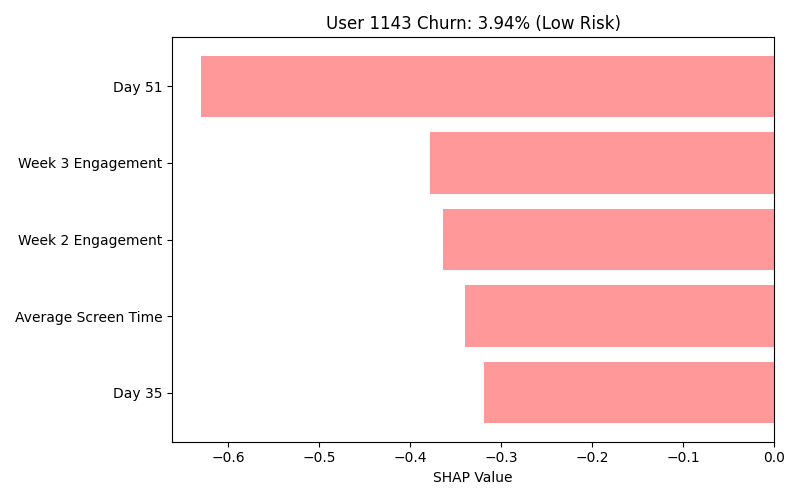 User 1143 Churn: 3.94% (Low Risk)
Day 51
Week 3 Engagement
Week 2 Engagement
Average Screen Time
Day 35
−0.6 −0.5 −0.4 −0.3 −0.2 −0.1 0.0
SHAP Value